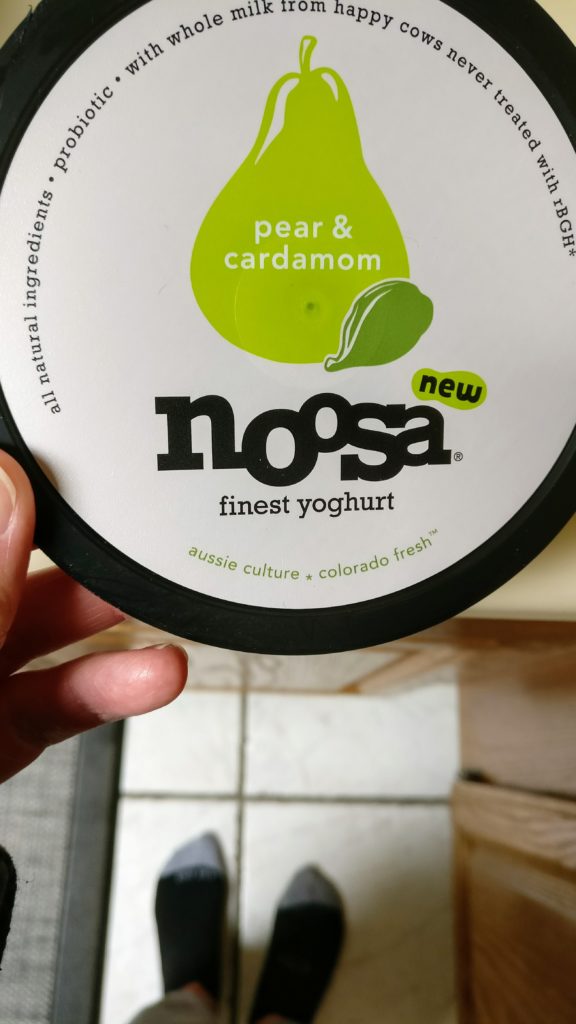 all natural ingredients • probiotic • with whole milk from happy cows never treated with rBGH*
pear &
cardamom
new
noosa®
finest yoghurt
aussie culture * colorado fresh™